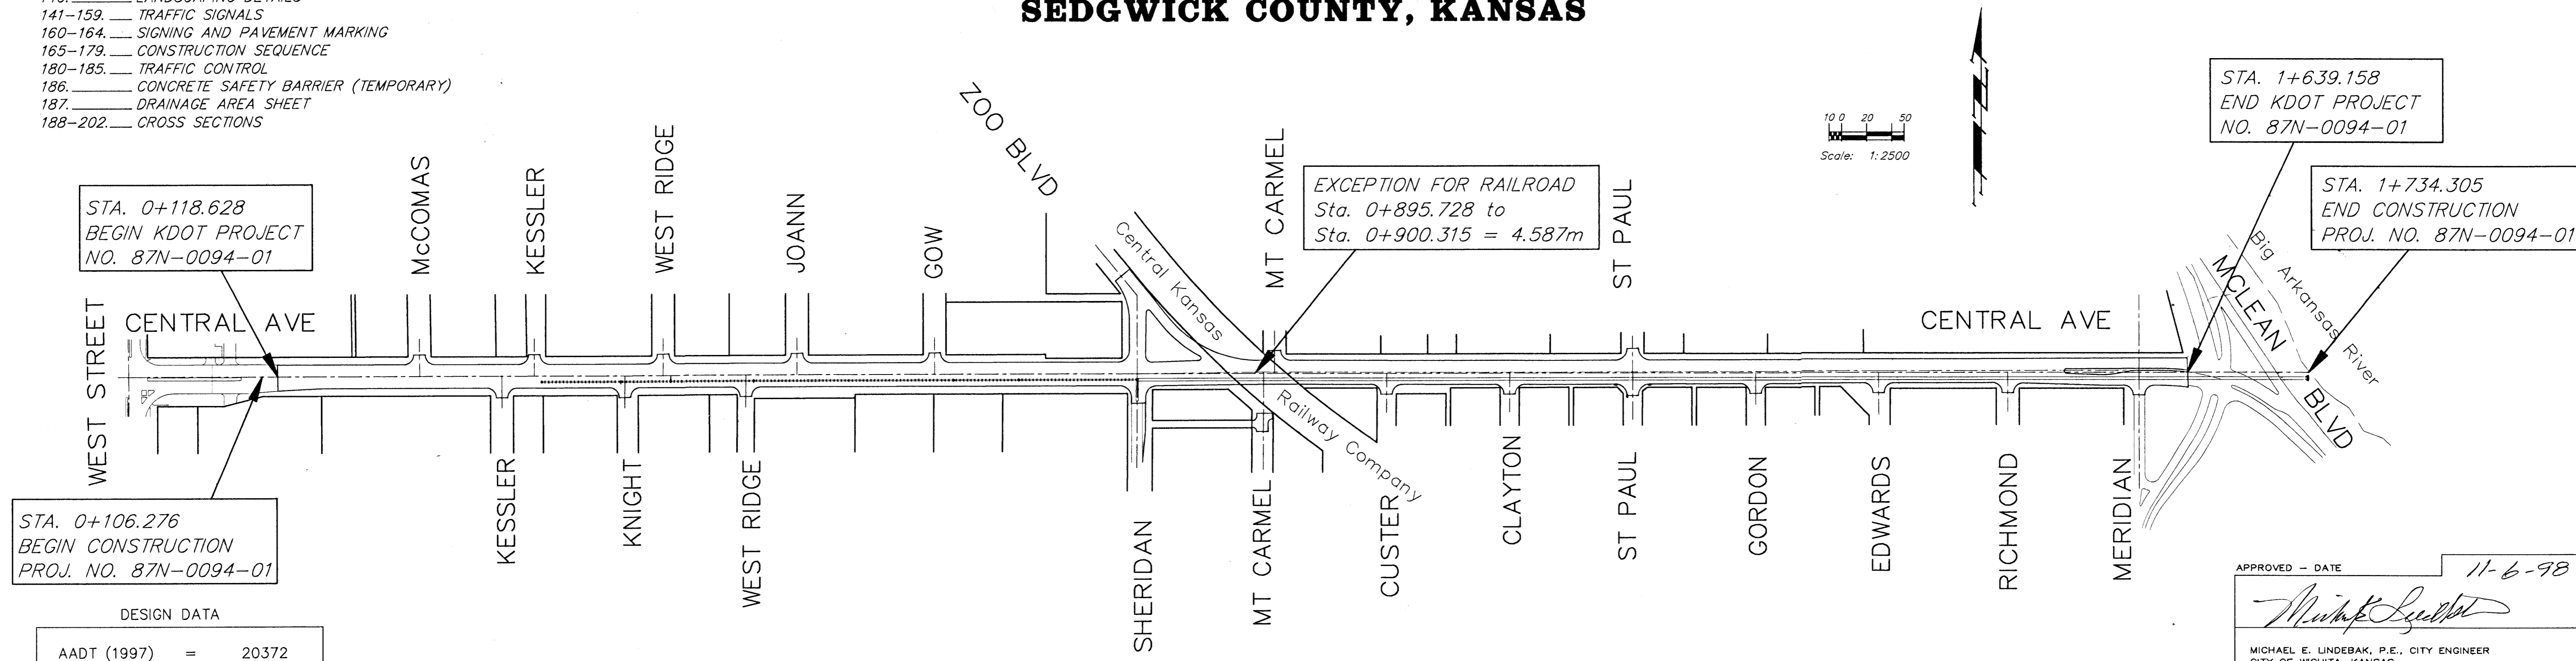 SEDGWICK COUNTY, KANSAS
LANDSCAPING DETAILS
141-159. TRAFFIC SIGNALS
160-164. SIGNING AND PAVEMENT MARKING
165-179. CONSTRUCTION SEQUENCE
180-185. TRAFFIC CONTROL
186. CONCRETE SAFETY BARRIER (TEMPORARY)
187. DRAINAGE AREA SHEET
188-202. CROSS SECTIONS
10 0 20 50
Scale: 1:2500
STA. 1+639.158
END KDOT PROJECT
NO. 87N-0094-01
STA. 1+734.305
END CONSTRUCTION
PROJ. NO. 87N-0094-01
STA. 0+118.628
BEGIN KDOT PROJECT
NO. 87N-0094-01
EXCEPTION FOR RAILROAD
Sta. 0+895.728 to
Sta. 0+900.315 = 4.587m
McCOMAS
KESSLER
WEST RIDGE
JOANN
GOW
ZOO BLVD
MT CARMEL
ST PAUL
Central Kansas
Railway Company
Big Arkansas River
MCLEAN
BLVD
WEST STREET
CENTRAL AVE
CENTRAL AVE
KESSLER
KNIGHT
WEST RIDGE
SHERIDAN
MT CARMEL
CUSTER
CLAYTON
ST PAUL
GORDON
EDWARDS
RICHMOND
MERIDIAN
STA. 0+106.276
BEGIN CONSTRUCTION
PROJ. NO. 87N-0094-01
DESIGN DATA
AADT (1997) = 20372
APPROVED - DATE 11-6-98
MICHAEL E. LINDEBAK, P.E., CITY ENGINEER
CITY OF WICHITA, KANSAS